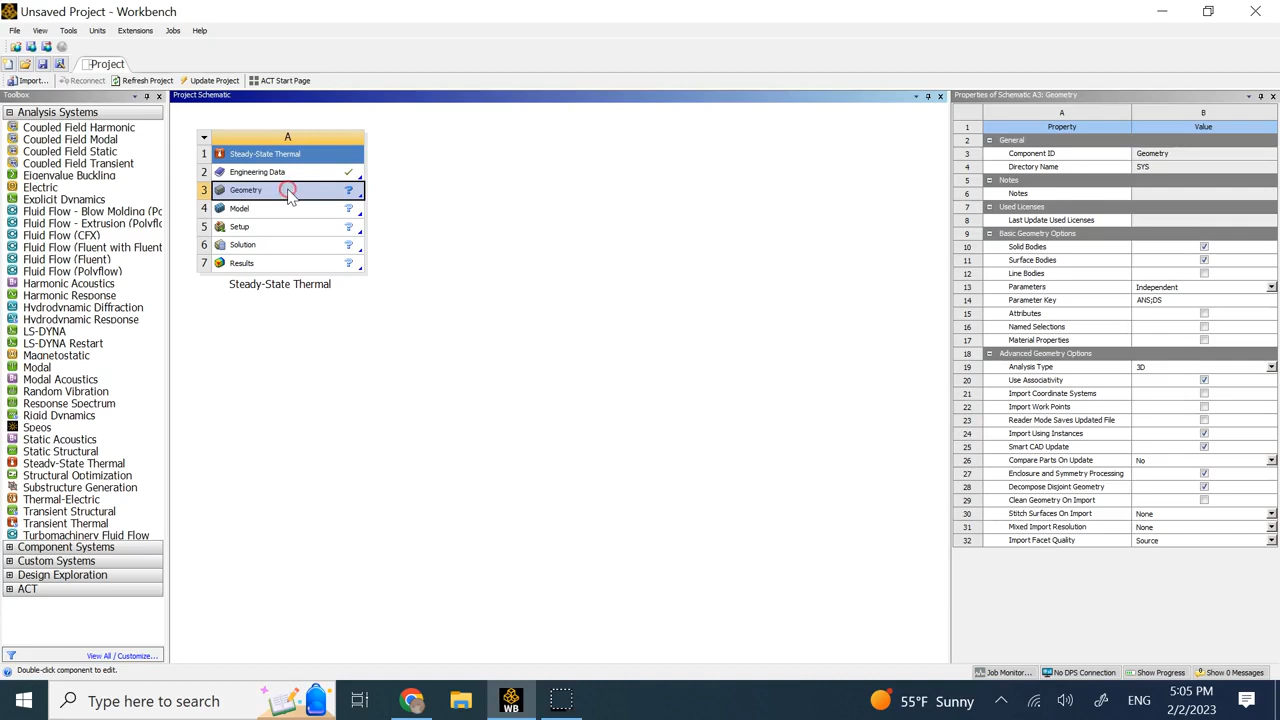 Unsaved Project - Workbench
File View Tools Units Extensions Jobs Help
Project
Import... Reconnect Refresh Project Update Project ACT Start Page
Toolbox
Analysis Systems
Coupled Field Harmonic
Coupled Field Modal
Coupled Field Static
Coupled Field Transient
Eigenvalue Buckling
Electric
Explicit Dynamics
Fluid Flow - Blow Molding (Po
Fluid Flow - Extrusion (Polyflo
Fluid Flow (CFX)
Fluid Flow (Fluent with Fluent
Fluid Flow (Fluent)
Fluid Flow (Polyflow)
Harmonic Acoustics
Harmonic Response
Hydrodynamic Diffraction
Hydrodynamic Response
LS-DYNA
LS-DYNA Restart
Magnetostatic
Modal
Modal Acoustics
Random Vibration
Response Spectrum
Rigid Dynamics
Speos
Static Acoustics
Static Structural
Steady-State Thermal
Structural Optimization
Substructure Generation
Thermal-Electric
Transient Structural
Transient Thermal
Turbomachinery Fluid Flow
Component Systems
Custom Systems
Design Exploration
ACT
View All / Customize...
Project Schematic
A
1 Steady-State Thermal
2 Engineering Data
3 Geometry ?
4 Model ?
5 Setup ?
6 Solution ?
7 Results ?
Steady-State Thermal
Properties of Schematic A3: Geometry
A B
1 Property Value
2 General
3 Component ID Geometry
4 Directory Name SYS
5 Notes
6 Notes
7 Used Licenses
8 Last Update Used Licenses
9 Basic Geometry Options
10 Solid Bodies
11 Surface Bodies
12 Line Bodies
13 Parameters Independent
14 Parameter Key ANS;DS
15 Attributes
16 Named Selections
17 Material Properties
18 Advanced Geometry Options
19 Analysis Type 3D
20 Use Associativity
21 Import Coordinate Systems
22 Import Work Points
23 Reader Mode Saves Updated File
24 Import Using Instances
25 Smart CAD Update
26 Compare Parts On Update No
27 Enclosure and Symmetry Processing
28 Decompose Disjoint Geometry
29 Clean Geometry On Import
30 Stitch Surfaces On Import None
31 Mixed Import Resolution None
32 Import Facet Quality Source
Double-click component to edit.
Job Monitor... No DPS Connection Show Progress Show 0 Messages
Type here to search
WB
55°F Sunny
ENG
5:05 PM
2/2/2023